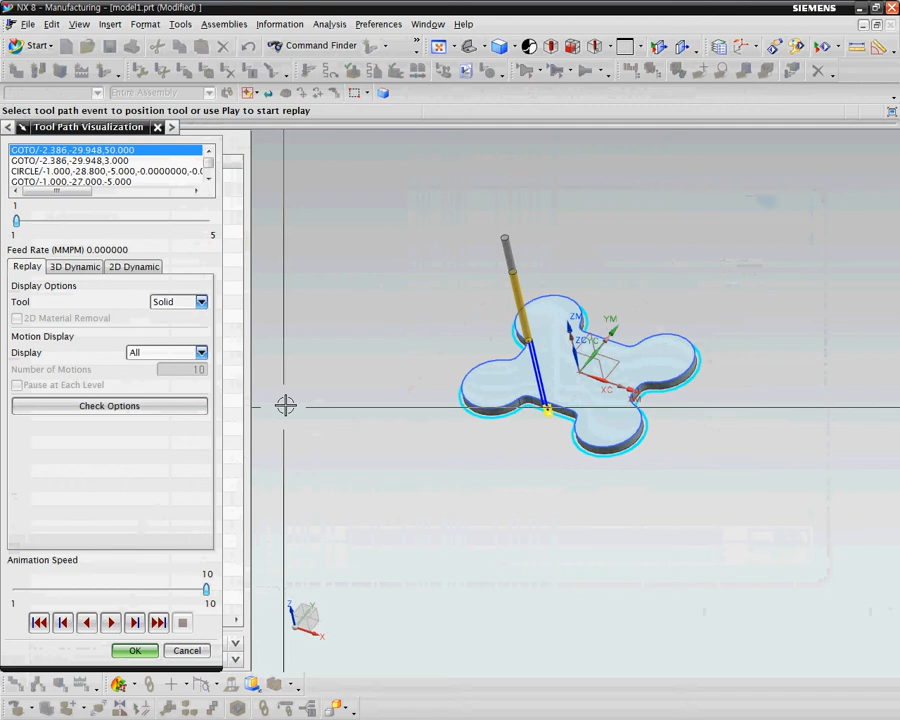 NX 8 - Manufacturing - [model1.prt (Modified) ]
SIEMENS
File Edit View Insert Format Tools Assemblies Information Analysis Preferences Window Help
Start
Command Finder
Entire Assembly
Select tool path event to position tool or use Play to start replay
Tool Path Visualization
GOTO/-2.386,-29.948,50.000
GOTO/-2.386,-29.948,3.000
CIRCLE/-1.000,-28.800,-5.000,-0.0000000,-0.0
GOTO/-1.000,-27.000,-5.000
1
1 5
Feed Rate (MMPM) 0.000000
Replay 3D Dynamic 2D Dynamic
Display Options
Tool Solid
2D Material Removal
Motion Display
Display All
Number of Motions 10
Pause at Each Level
Check Options
Animation Speed
10
1 10
OK Cancel
ZM
YM
ZC
YC
XC
Z
Y
X